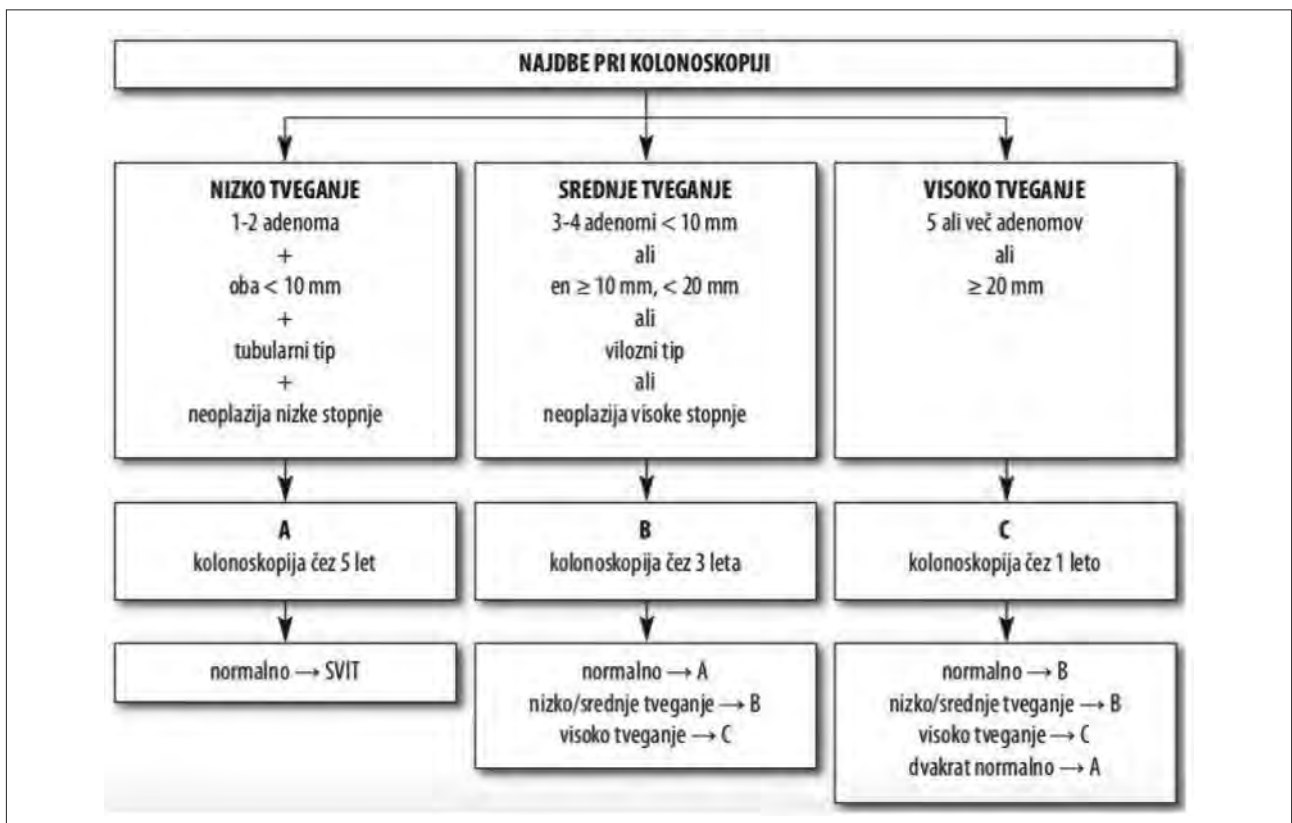 NAJDBE PRI KOLONOSKOPIJI
NIZKO TVEGANJE
1-2 adenoma
+
oba < 10 mm
+
tubularni tip
+
neoplazija nizke stopnje
SREDNJE TVEGANJE
3-4 adenomi < 10 mm
ali
en ≥ 10 mm, < 20 mm
ali
vilozni tip
ali
neoplazija visoke stopnje
VISOKO TVEGANJE
5 ali več adenomov
ali
≥ 20 mm
A
kolonoskopija čez 5 let
B
kolonoskopija čez 3 leta
C
kolonoskopija čez 1 leto
normalno → SVIT
normalno → A
nizko/srednje tveganje → B
visoko tveganje → C
normalno → B
nizko/srednje tveganje → B
visoko tveganje → C
dvakrat normalno → A